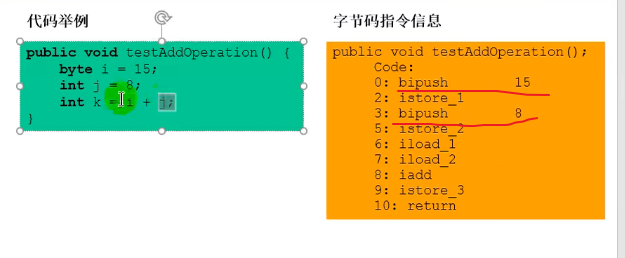 代码举例
public void testAddOperation() {
byte i = 15;
int j = 8;
int k = i + j;
}
字节码指令信息
public void testAddOperation();
Code:
0: bipush 15
2: istore_1
3: bipush 8
5: istore_2
6: iload_1
7: iload_2
8: iadd
9: istore_3
10: return